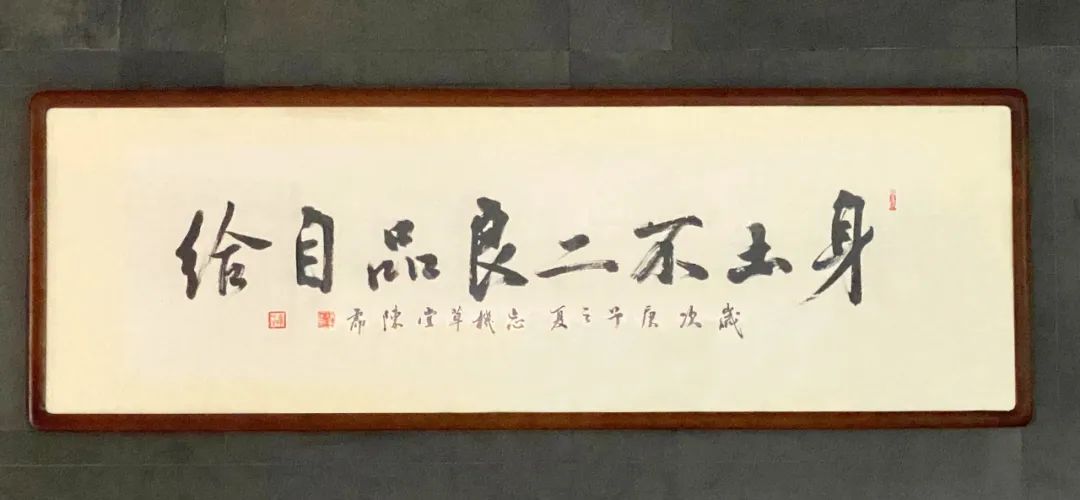 身土不二良品自给
歲次庚子之夏 忘機草堂陳